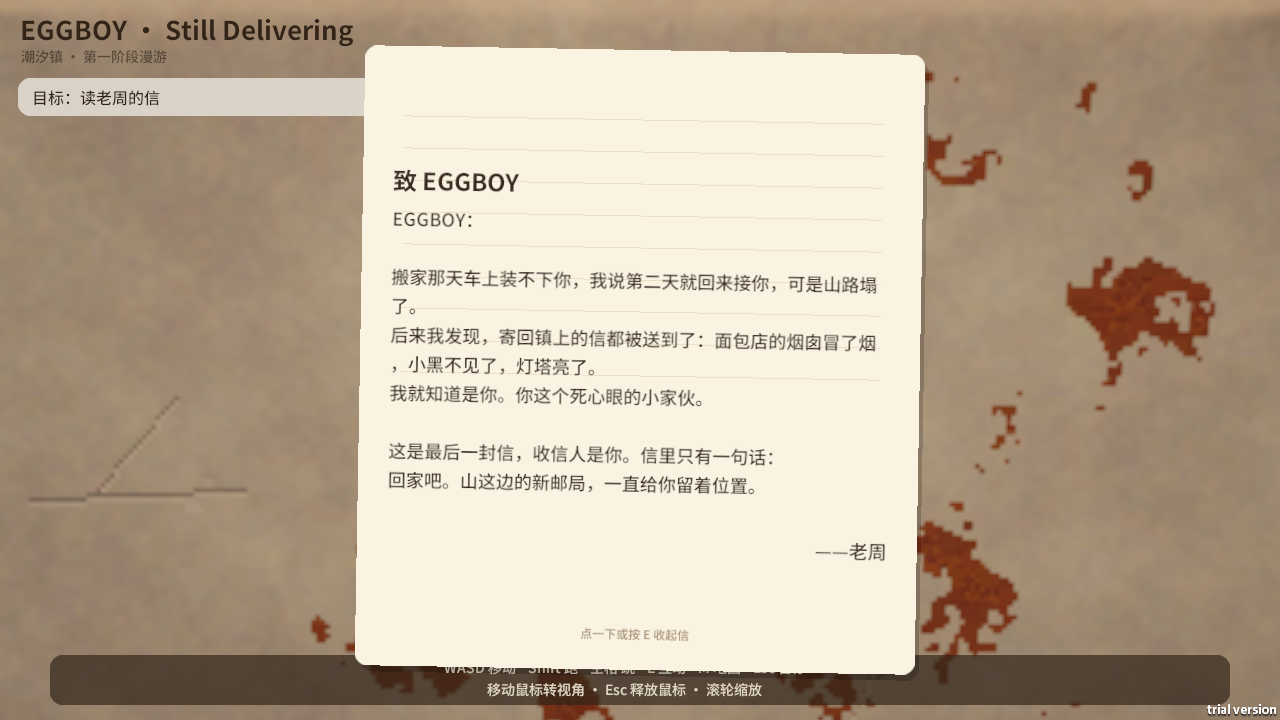 EGGBOY • Still Delivering
潮汐镇 • 第一阶段漫游
目标：读老周的信
致 EGGBOY
EGGBOY：
搬家那天车上装不下你，我说第二天就回来接你，可是山路塌
了。
后来我发现，寄回镇上的信都被送到了：面包店的烟囱冒了烟
，小黑不见了，灯塔亮了。
我就知道是你。你这个死心眼的小家伙。
这是最后一封信，收信人是你。信里只有一句话：
回家吧。山这边的新邮局，一直给你留着位置。
——老周
点一下或按 E 收起信
移动鼠标转视角 • Esc 释放鼠标 • 滚轮缩放
trial version